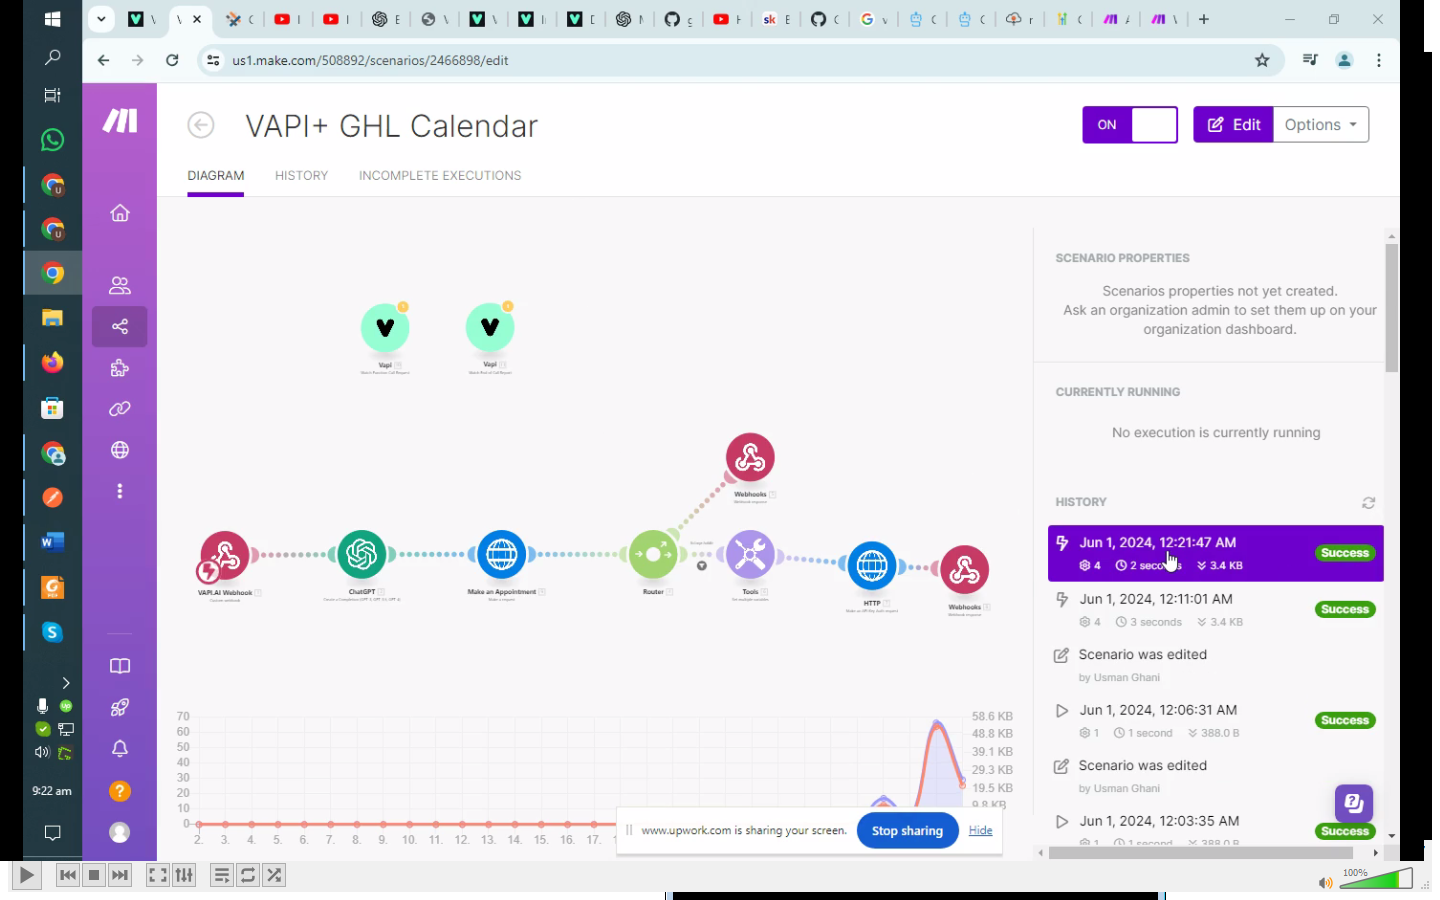 us1.make.com/508892/scenarios/2466898/edit
VAPI+ GHL Calendar
ON
Edit
Options
DIAGRAM
HISTORY
INCOMPLETE EXECUTIONS
SCENARIO PROPERTIES
Scenarios properties not yet created.
Ask an organization admin to set them up on your
organization dashboard.
CURRENTLY RUNNING
No execution is currently running
HISTORY
Jun 1, 2024, 12:21:47 AM
4
3.4 KB
Success
Jun 1, 2024, 12:11:01 AM
4 3 seconds 3.4 KB
Success
Scenario was edited
by Usman Ghani
Jun 1, 2024, 12:06:31 AM
1 1 second 388.0 B
Success
Scenario was edited
by Usman Ghani
Jun 1, 2024, 12:03:35 AM
1 1 second 388.0 B
Success
Vapi
Vapi
Webhooks
VAPI.AI Webhook
ChatGPT
Make an Appointment
Router
Tools
HTTP
Webhooks
70
60
50
40
30
20
10
0
2. 3. 4. 5. 6. 7. 8. 9. 10. 11. 12. 13. 14. 15. 16. 17.
58.6 KB
48.8 KB
39.1 KB
29.3 KB
19.5 KB
9.8 KB
www.upwork.com is sharing your screen.
Stop sharing
Hide
9:22 am
100%